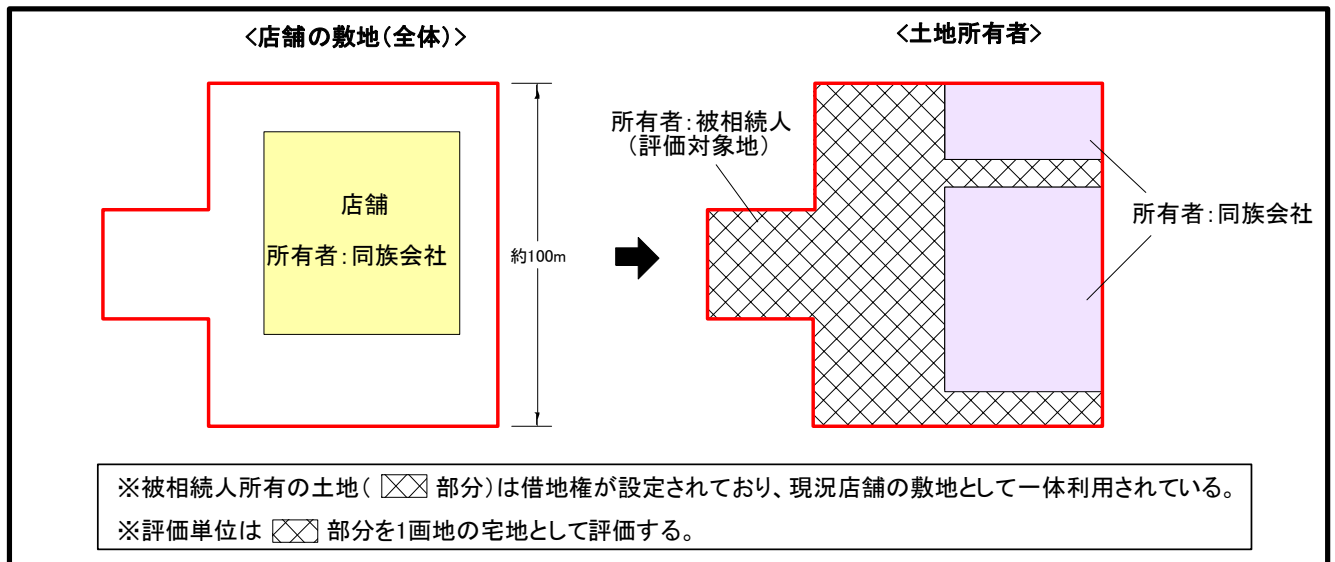 <店舗の敷地(全体)>
<土地所有者>
所有者:被相続人
(評価対象地)
店舗
所有者:同族会社
約100m
所有者:同族会社
※被相続人所有の土地( 部分)は借地権が設定されており、現況店舗の敷地として一体利用されている。
※評価単位は 部分を1画地の宅地として評価する。